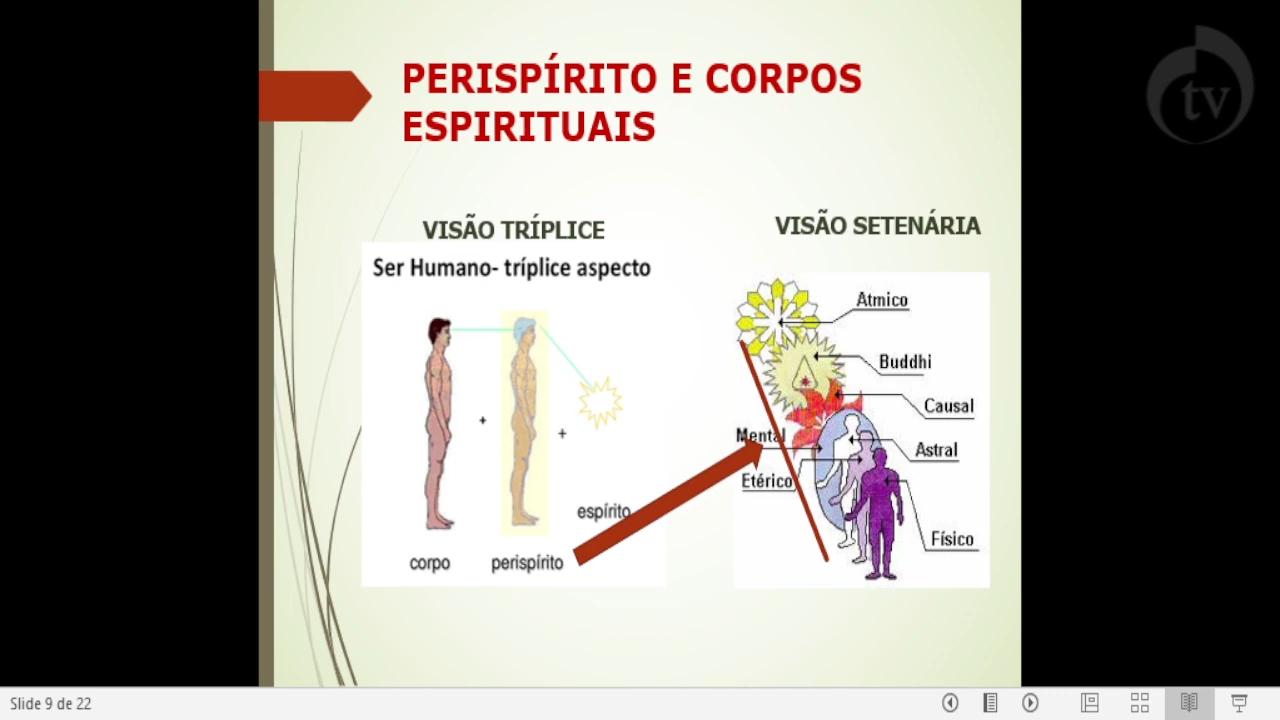 PERISPÍRITO E CORPOS
ESPIRITUAIS
VISÃO TRÍPLICE
Ser Humano- tríplice aspecto
+
+
espírito
corpo
perispírito
VISÃO SETENÁRIA
Atmico
Buddhi
Causal
Mental
Astral
Etérico
Físico
tv
Slide 9 de 22